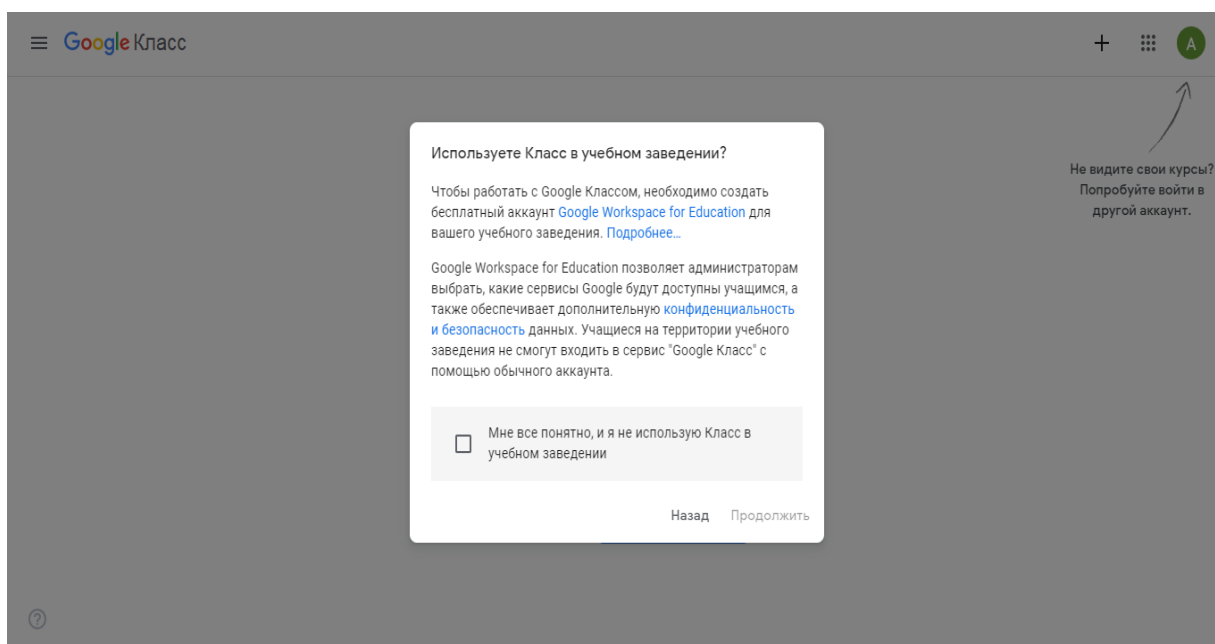 Google Класс
A
Не видите свои курсы?
Попробуйте войти в
другой аккаунт.
Используете Класс в учебном заведении?
Чтобы работать с Google Классом, необходимо создать
бесплатный аккаунт Google Workspace for Education для
вашего учебного заведения. Подробнее…
Google Workspace for Education позволяет администраторам
выбрать, какие сервисы Google будут доступны учащимся, а
также обеспечивает дополнительную конфиденциальность
и безопасность данных. Учащиеся на территории учебного
заведения не смогут входить в сервис "Google Класс" с
помощью обычного аккаунта.
Мне все понятно, и я не использую Класс в
учебном заведении
Назад Продолжить